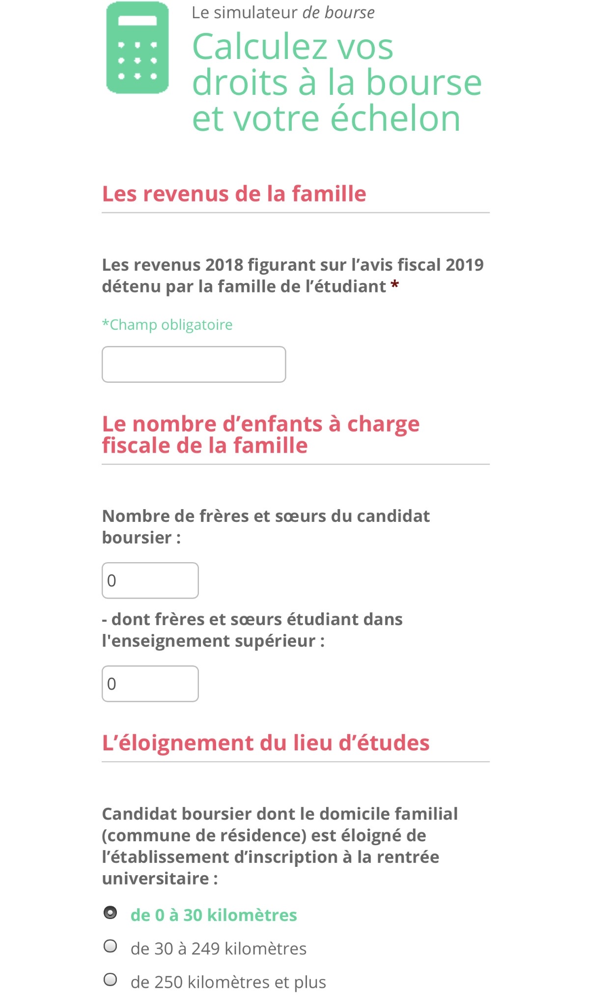 Le simulateur de bourse
Calculez vos
droits à la bourse
et votre échelon
Les revenus de la famille
Les revenus 2018 figurant sur l’avis fiscal 2019
détenu par la famille de l’étudiant *
*Champ obligatoire
Le nombre d’enfants à charge
fiscale de la famille
Nombre de frères et sœurs du candidat
boursier :
0
- dont frères et sœurs étudiant dans
l'enseignement supérieur :
0
L’éloignement du lieu d’études
Candidat boursier dont le domicile familial
(commune de résidence) est éloigné de
l’établissement d’inscription à la rentrée
universitaire :
de 0 à 30 kilomètres
de 30 à 249 kilomètres
de 250 kilomètres et plus